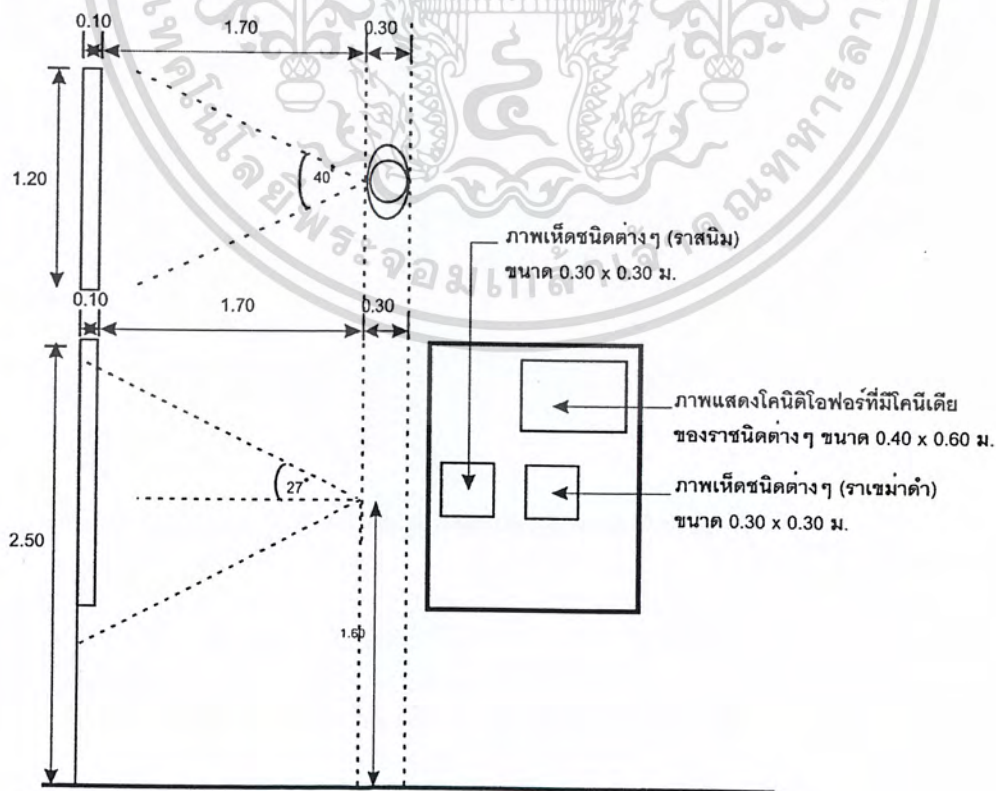 0.10
1.70
0.30
1.20
40°
ภาพเห็ดชนิดต่างๆ (ราสนิม)
ขนาด 0.30 x 0.30 ม.
0.10
1.70
0.30
ภาพแสดงโคนิดิโอฟอร์ที่มีโคนีเดีย
ของราชนิดต่างๆ ขนาด 0.40 x 0.60 ม.
27°
ภาพเห็ดชนิดต่างๆ (ราเขม่าดำ)
ขนาด 0.30 x 0.30 ม.
2.50
1.60